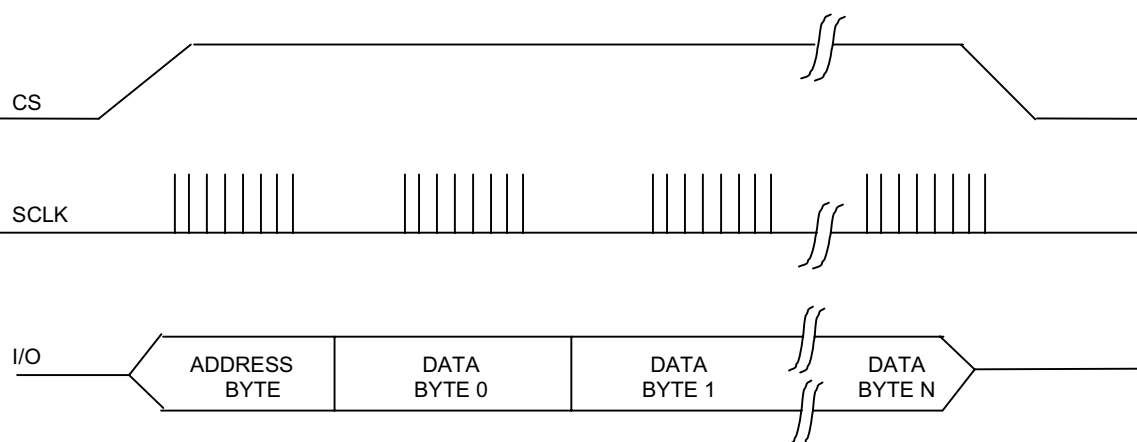 CS
SCLK
I/O
ADDRESS
BYTE
DATA
BYTE 0
DATA
BYTE 1
DATA
BYTE N